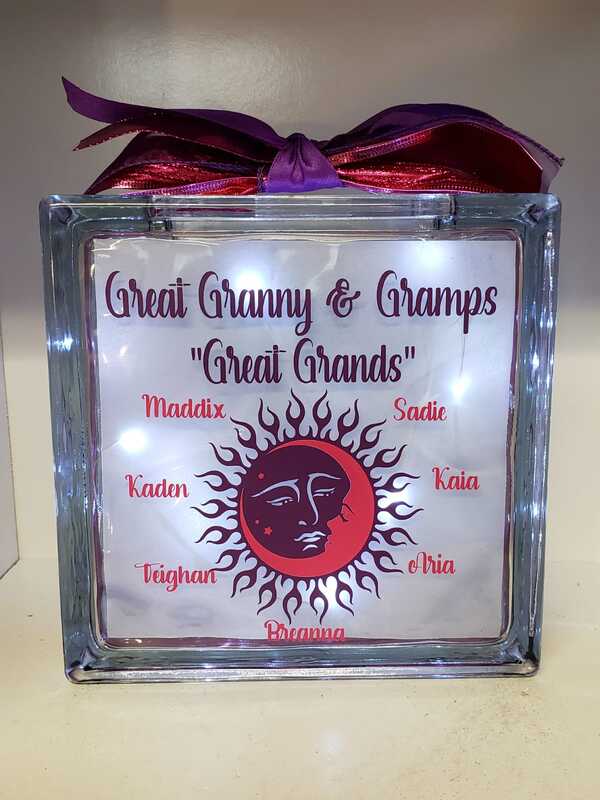 Great Granny & Gramps
"Great Grands"
Maddix Sadie
Kaden Kaia
Teighan Aria
Breanna